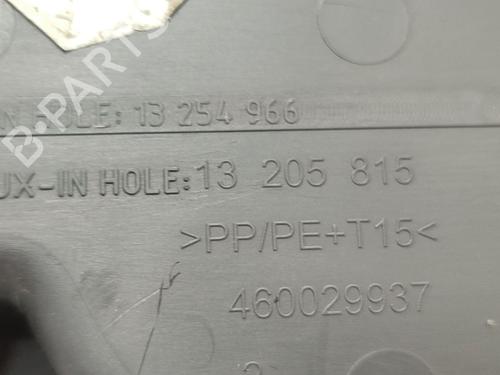 N HOLE: 13 254 966
UX-IN HOLE: 13 205 815
>PP/PE+T15<
460029937
B-PARTS